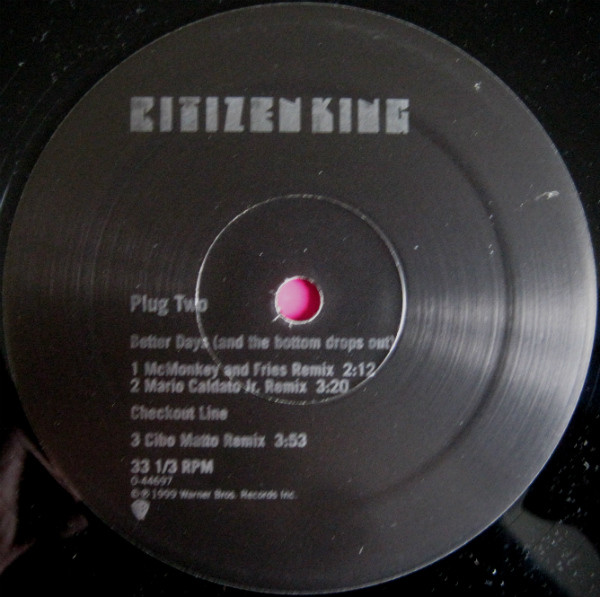 CITIZEN KING
Plug Two
Better Days (and the bottom drops out)
1 McMonkey and Fries Remix 2:12
2 Mario Caldato Jr. Remix 3:20
Checkout Line
3 Cibo Matto Remix 3:53
33 1/3 RPM
0-44697
©℗ 1999 Warner Bros. Records Inc.